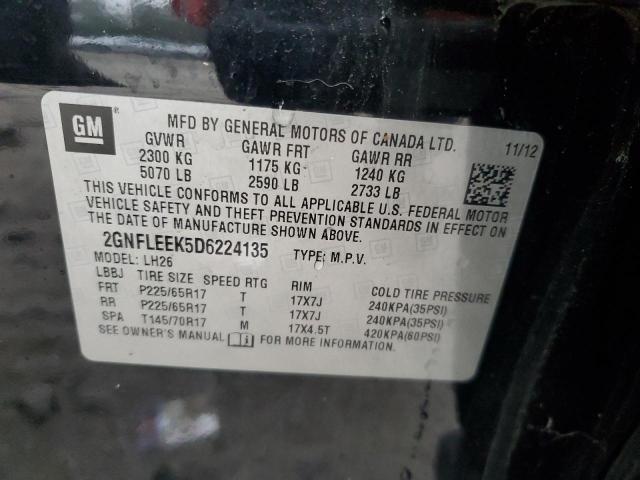 GM ®
MFD BY GENERAL MOTORS OF CANADA LTD.
11/12
GVWR GAWR FRT GAWR RR
2300 KG 1175 KG 1240 KG
5070 LB 2590 LB 2733 LB
THIS VEHICLE CONFORMS TO ALL APPLICABLE U.S. FEDERAL MOTOR
VEHICLE SAFETY AND THEFT PREVENTION STANDARDS IN EFFECT ON
THE DATE OF MANUFACTURE SHOWN ABOVE.
2GNFLEEK5D6224135 TYPE: M.P.V.
MODEL: LH26
LBBJ TIRE SIZE SPEED RTG RIM COLD TIRE PRESSURE
FRT P225/65R17 T 17X7J 240KPA(35PSI)
RR P225/65R17 T 17X7J 240KPA(35PSI)
SPA T145/70R17 M 17X4.5T 420KPA(60PSI)
SEE OWNER'S MANUAL FOR MORE INFORMATION.